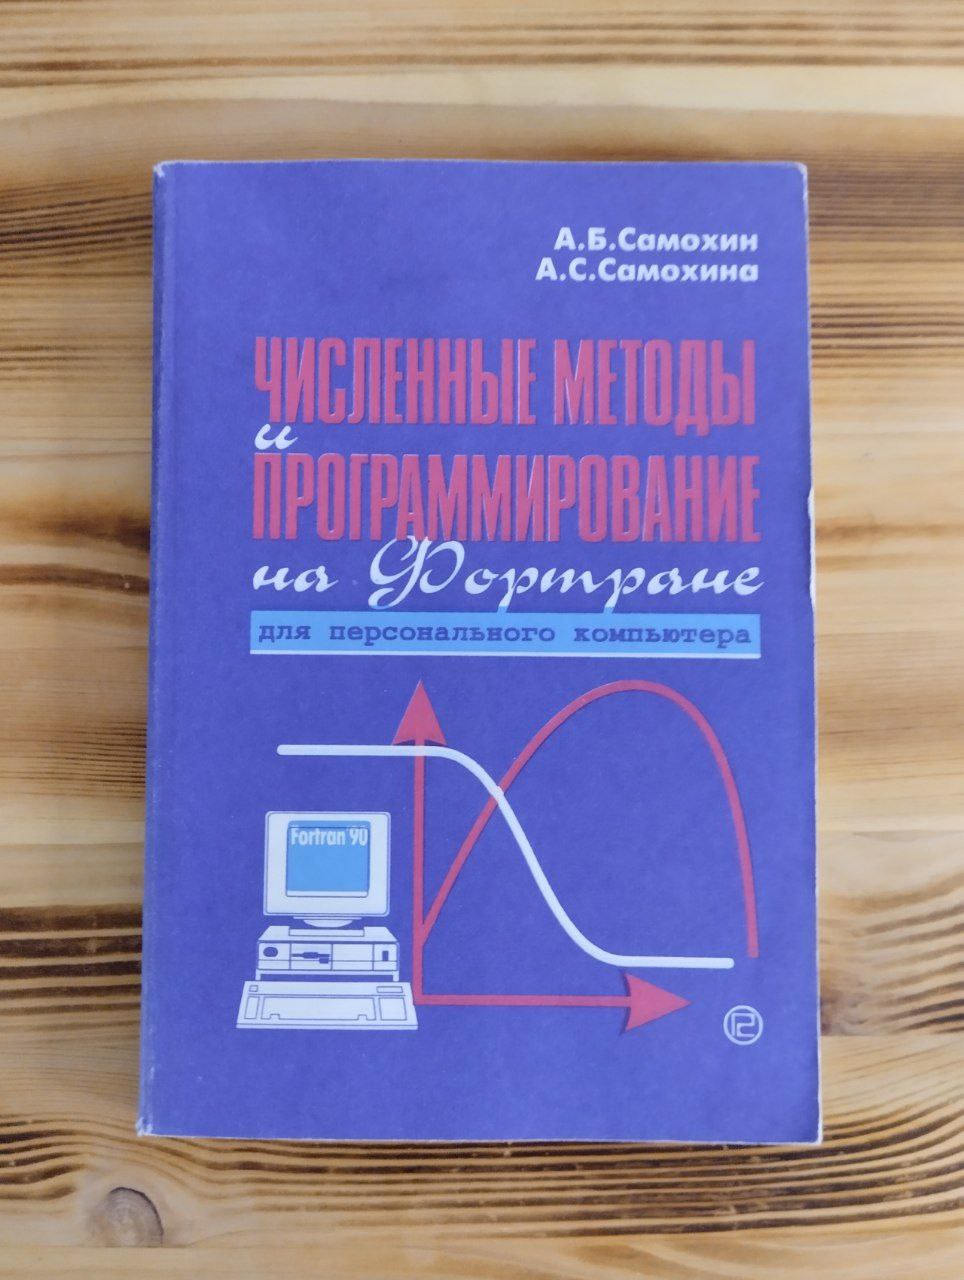 А.Б.Самохин
А.С.Самохина
ЧИСЛЕННЫЕ МЕТОДЫ
и
ПРОГРАММИРОВАНИЕ
на Фортране
для персонального компьютера
Fortran 90